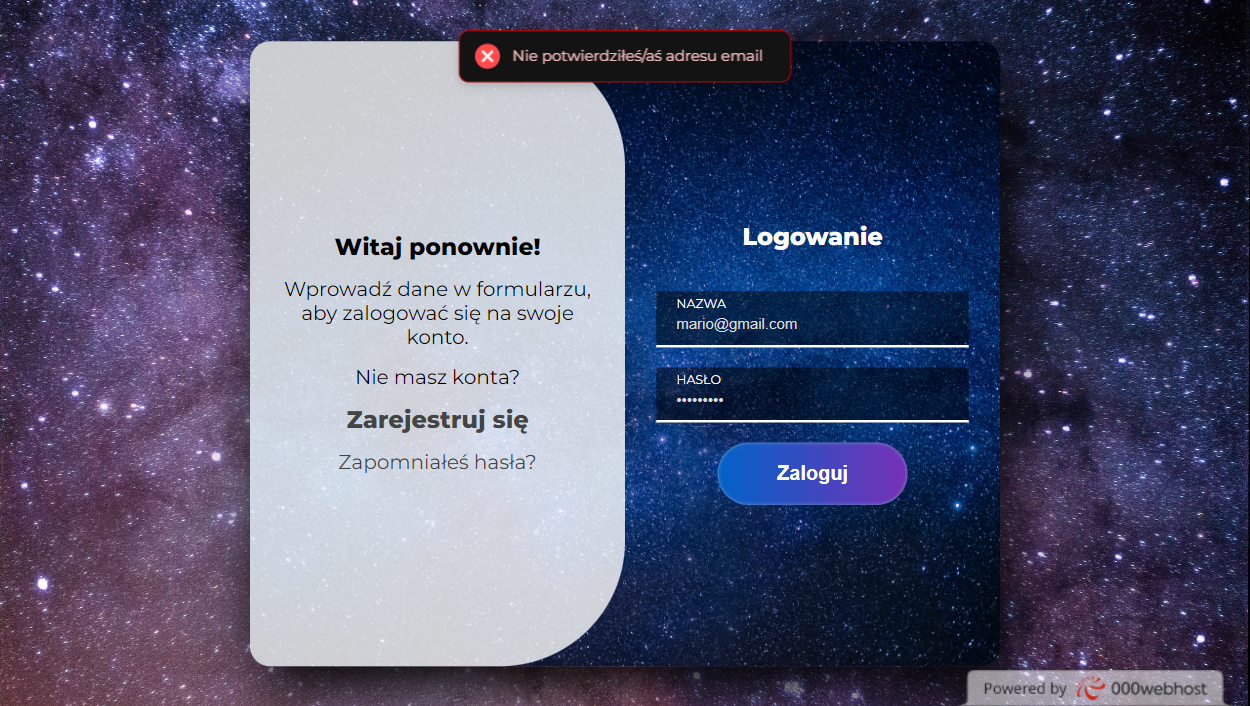 Nie potwierdziłeś/aś adresu email
Witaj ponownie!
Wprowadź dane w formularzu,
aby zalogować się na swoje
konto.
Nie masz konta?
Zarejestruj się
Zapomniałeś hasła?
Logowanie
NAZWA
mario@gmail.com
HASŁO
•••••••••
Zaloguj
Powered by 000webhost